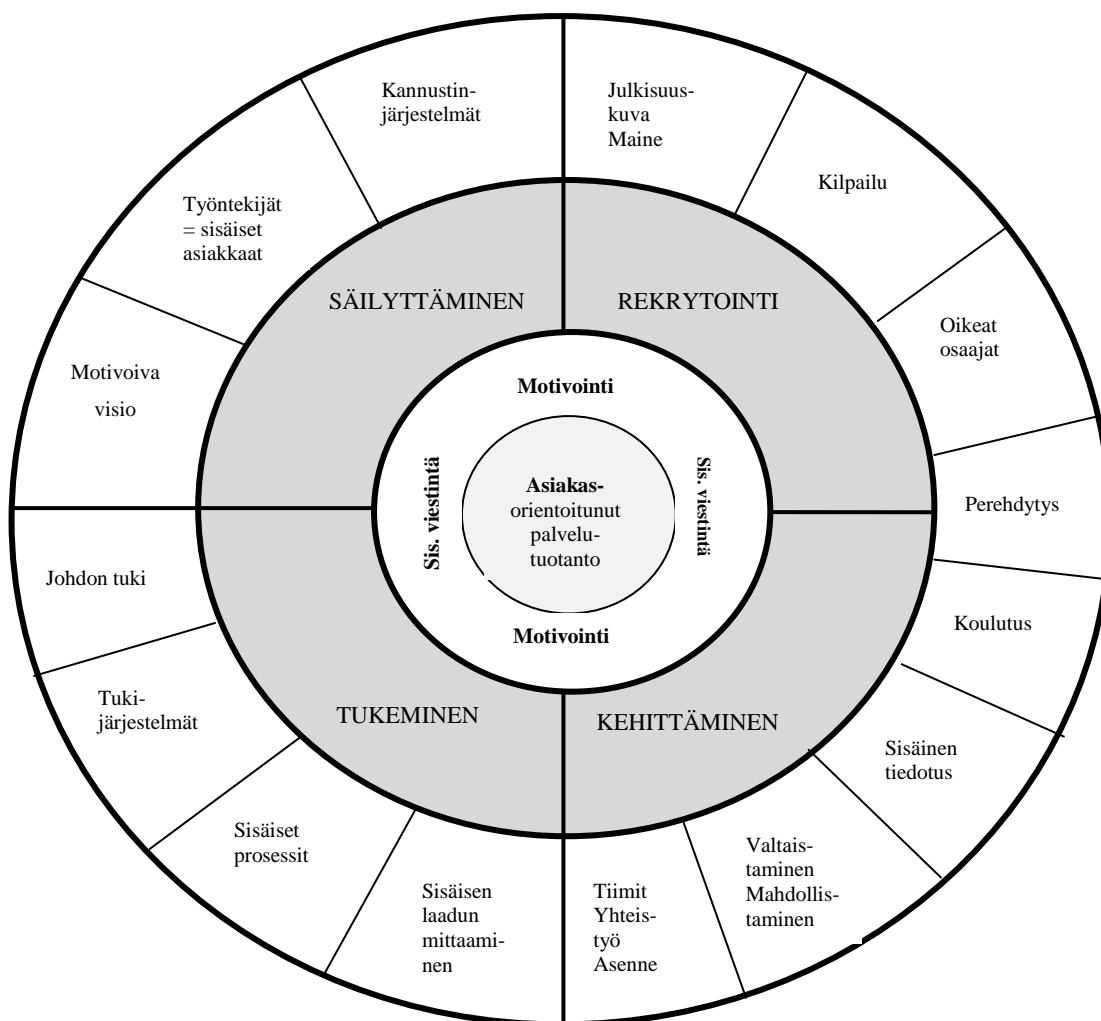 Kannustin-
järjestelmät
Julkisuus-
kuva
Maine
Kilpailu
Työntekijät
= sisäiset
asiakkaat
SÄILYTTÄMINEN
REKRYTOINTI
Oikeat
osaajat
Motivoiva
visio
Motivointi
Sis. viestintä
Asiakas-
orientoitunut
palvelu-
tuotanto
Sis. viestintä
Perehdytys
Johdon tuki
Motivointi
Koulutus
Tuki-
järjestelmät
TUKEMINEN
KEHITTÄMINEN
Sisäinen
tiedotus
Sisäiset
prosessit
Valtais-
taminen
Mahdollis-
taminen
Sisäisen
laadun
mittaami-
nen
Tiimit
Yhteis-
työ
Asenne